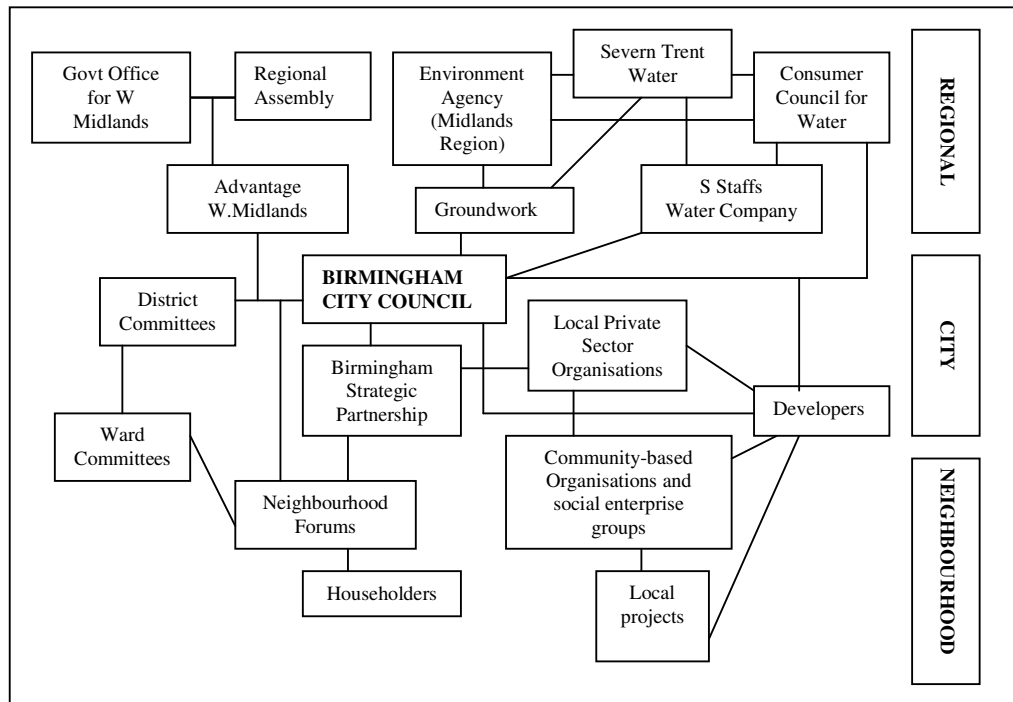 Govt Office
for W
Midlands
Regional
Assembly
Environment
Agency
(Midlands
Region)
Severn Trent
Water
Consumer
Council for
Water
REGIONAL
Advantage
W.Midlands
Groundwork
S Staffs
Water Company
BIRMINGHAM
CITY COUNCIL
District
Committees
Local Private
Sector
Organisations
CITY
Birmingham
Strategic
Partnership
Developers
Ward
Committees
Community-based
Organisations and
social enterprise
groups
NEIGHBOURHOOD
Neighbourhood
Forums
Householders
Local
projects